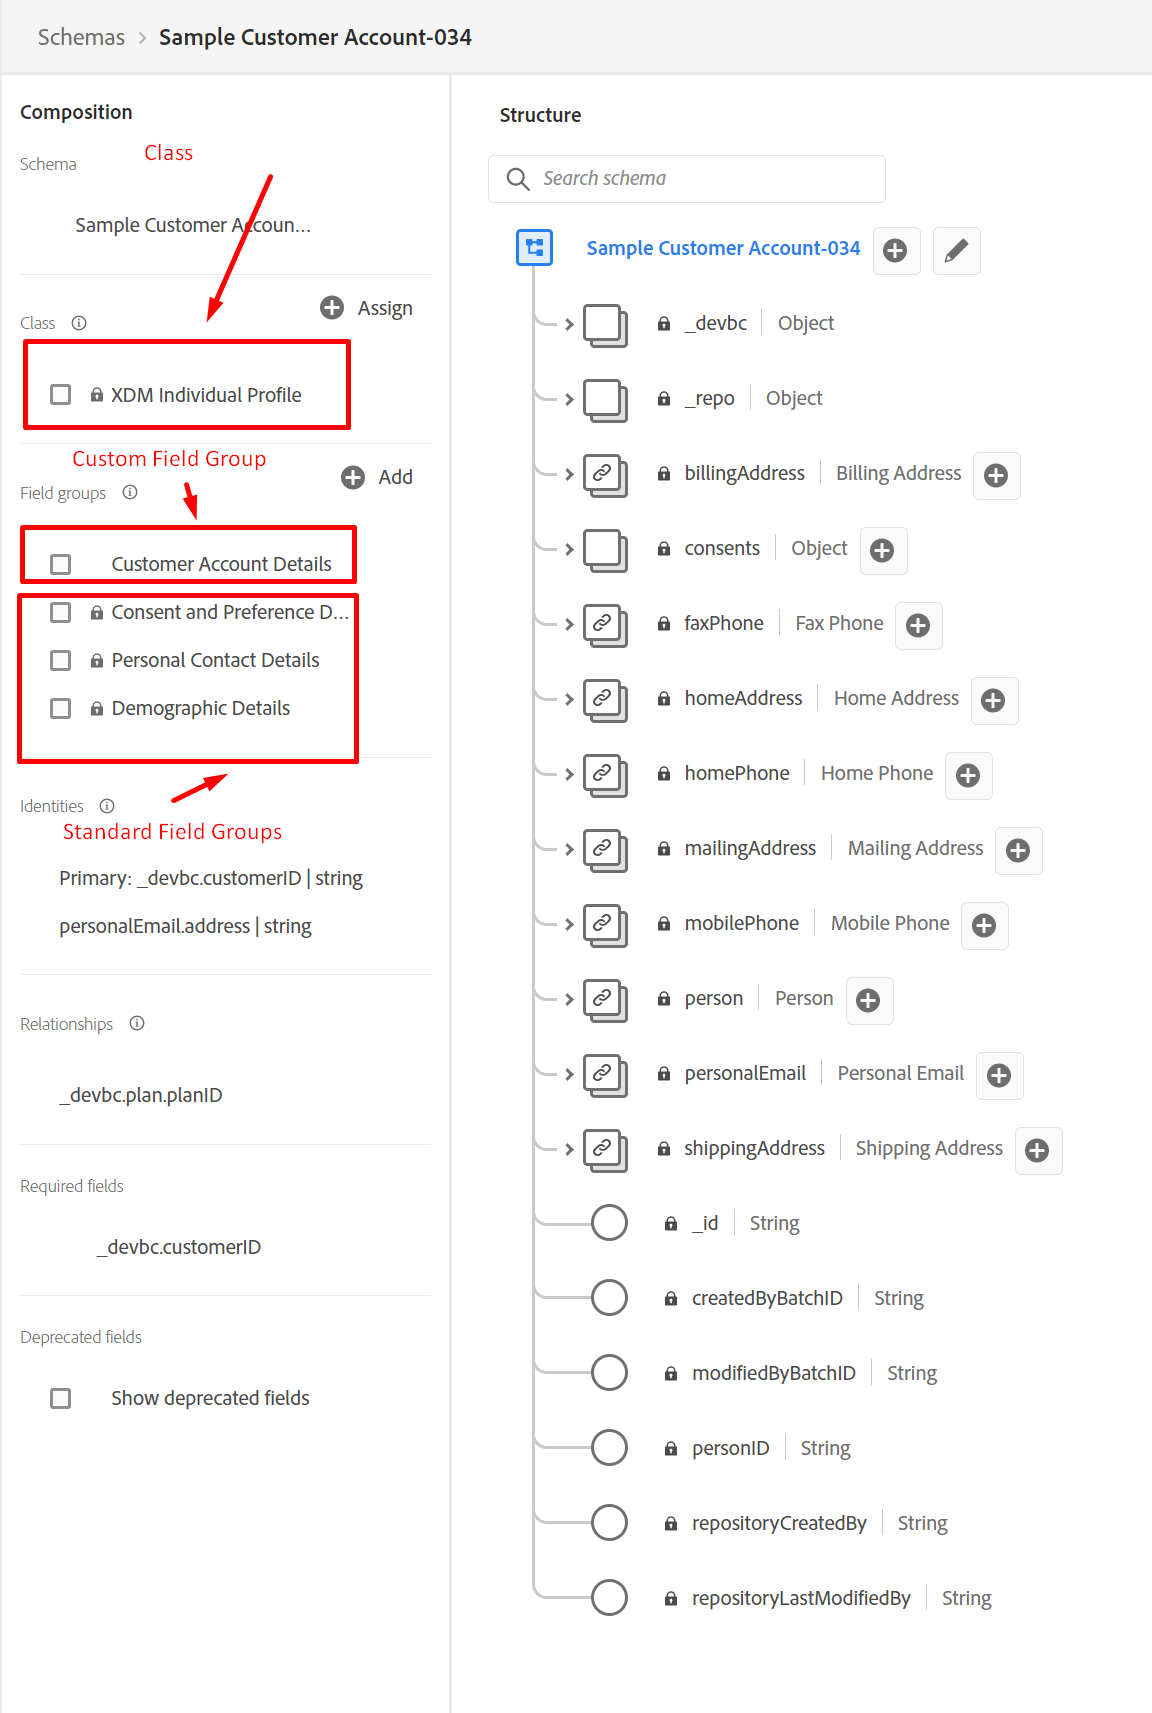 Schemas > Sample Customer Account-034
Composition
Class
Schema
Sample Customer Accoun...
Assign
Class
XDM Individual Profile
Custom Field Group
Add
Field groups
Customer Account Details
Consent and Preference D...
Personal Contact Details
Demographic Details
Identities
Standard Field Groups
Primary: _devbc.customerID | string
personalEmail.address | string
Relationships
_devbc.plan.planID
Required fields
_devbc.customerID
Deprecated fields
Show deprecated fields
Structure
Search schema
Sample Customer Account-034
_devbc | Object
_repo | Object
billingAddress | Billing Address
consents | Object
faxPhone | Fax Phone
homeAddress | Home Address
homePhone | Home Phone
mailingAddress | Mailing Address
mobilePhone | Mobile Phone
person | Person
personalEmail | Personal Email
shippingAddress | Shipping Address
_id | String
createdByBatchID | String
modifiedByBatchID | String
personID | String
repositoryCreatedBy | String
repositoryLastModifiedBy | String